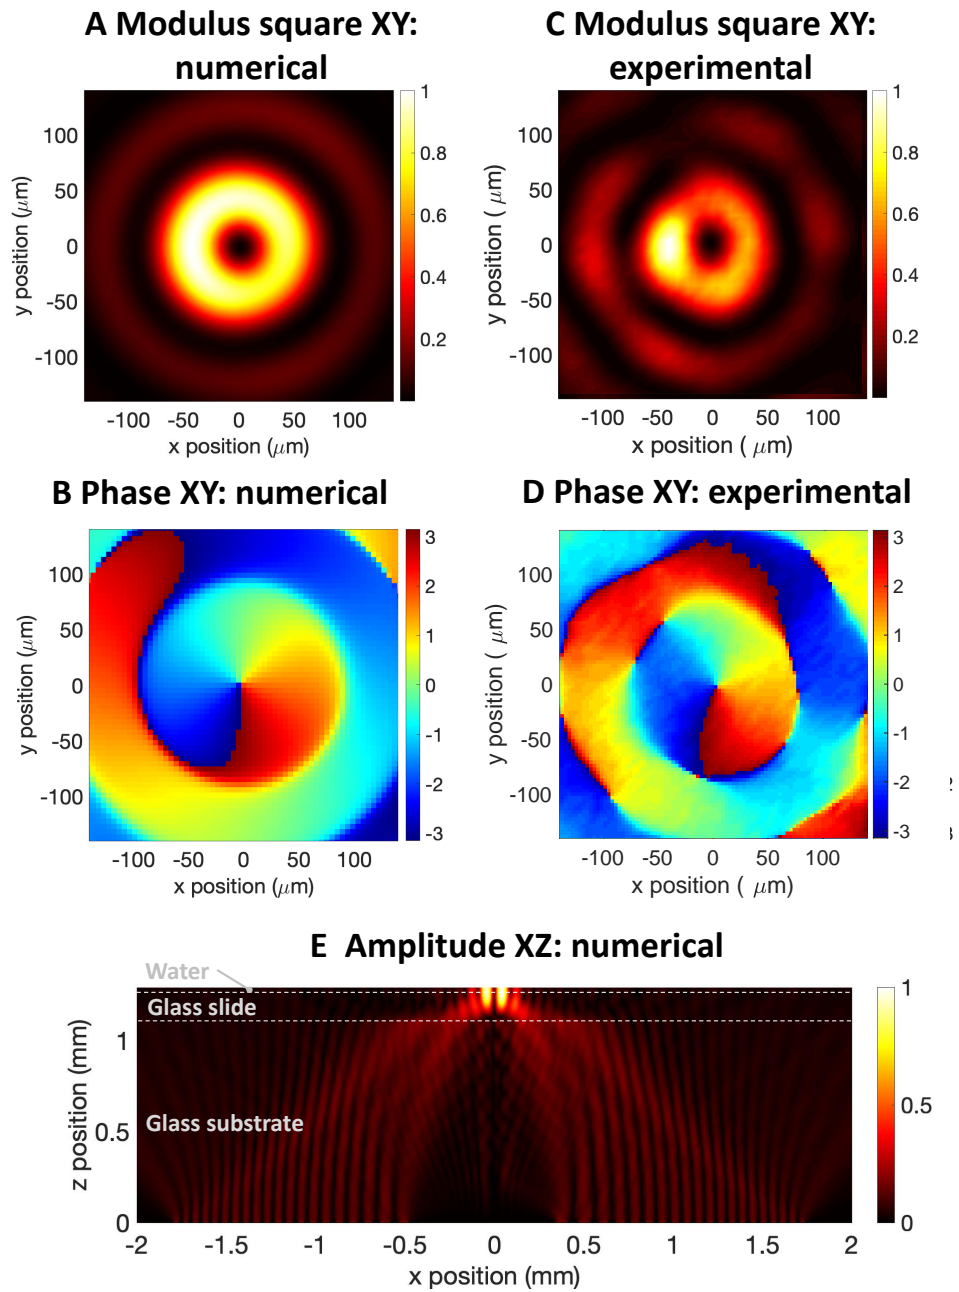 A Modulus square XY:
numerical
C Modulus square XY:
experimental
100
50
0
-50
-100
y position (μm)
-100 -50 0 50 100
x position (μm)
1
0.8
0.6
0.4
0.2
100
50
0
-50
-100
y position ( μm)
-100 -50 0 50 100
x position ( μm)
1
0.8
0.6
0.4
0.2
B Phase XY: numerical
D Phase XY: experimental
100
50
0
-50
-100
y position (μm)
-100 -50 0 50 100
x position (μm)
3
2
1
0
-1
-2
-3
100
50
0
-50
-100
y position ( μm)
-100 -50 0 50 100
x position ( μm)
3
2
1
0
-1
-2
-3
E Amplitude XZ: numerical
Water
Glass slide
Glass substrate
1
0.5
0
z position (mm)
-2 -1.5 -1 -0.5 0 0.5 1 1.5 2
x position (mm)
1
0.5
0